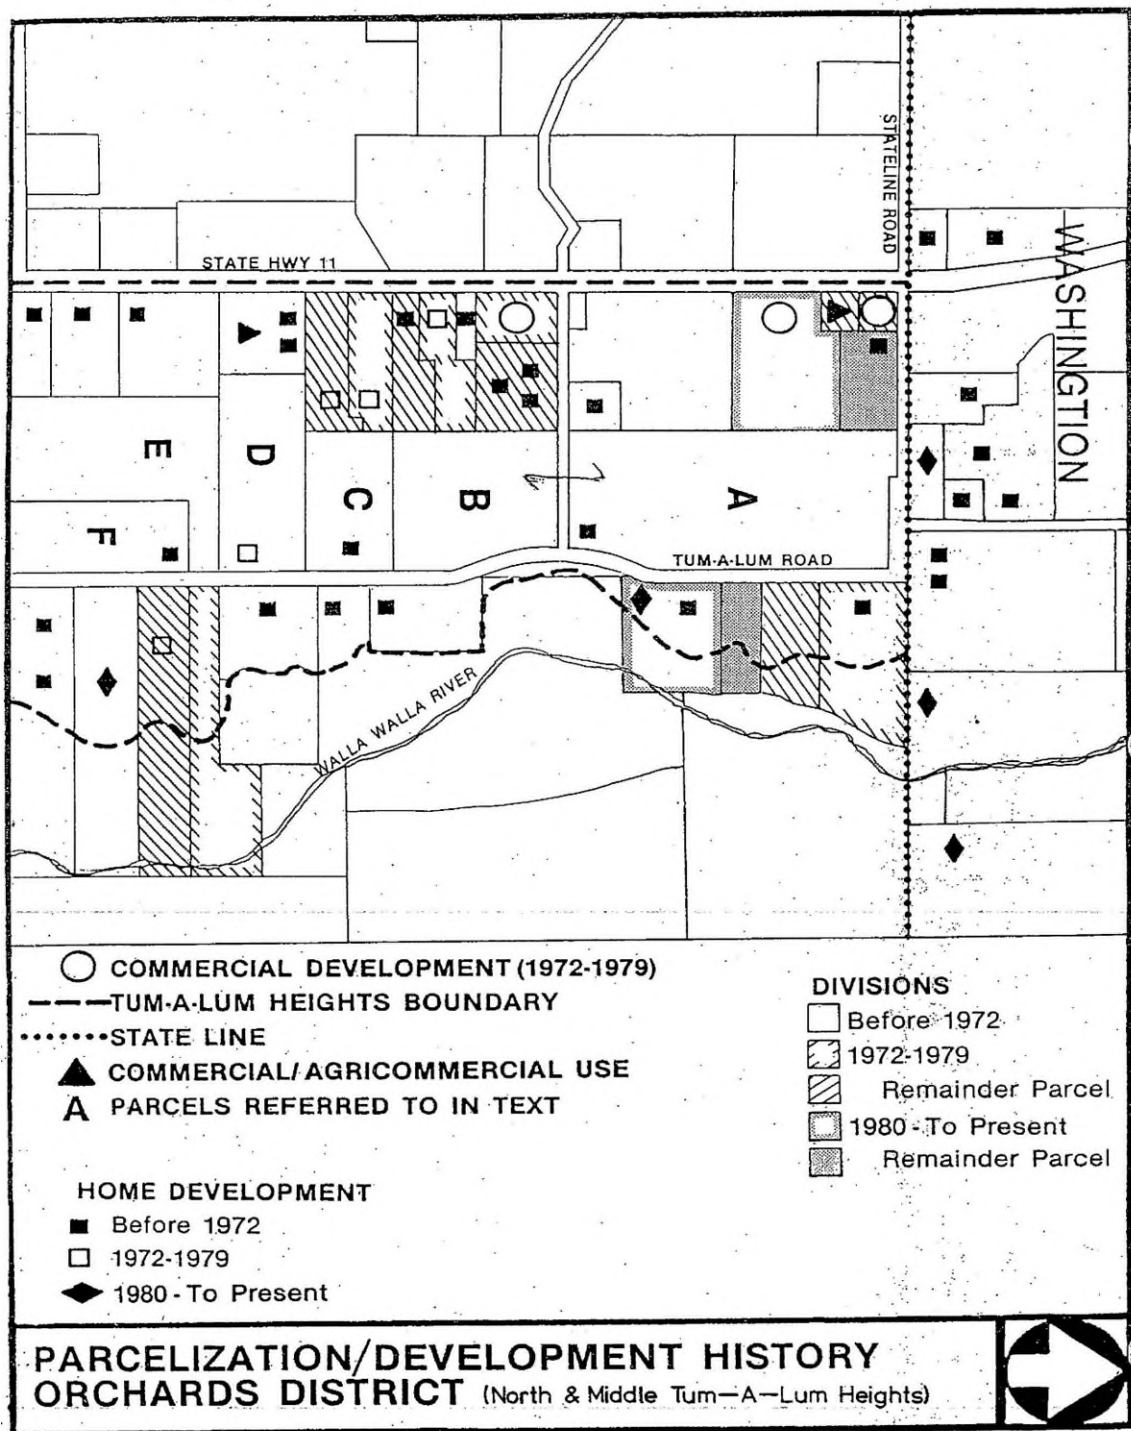 STATELINE ROAD
WASHINGTION
STATE HWY 11
E
D
C
B
A
F
TUM-A-LUM ROAD
WALLA WALLA RIVER
COMMERCIAL DEVELOPMENT (1972-1979)
TUM-A-LUM HEIGHTS BOUNDARY
STATE LINE
COMMERCIAL/AGRICOMMERCIAL USE
A PARCELS REFERRED TO IN TEXT
DIVISIONS
Before 1972
1972-1979
Remainder Parcel
1980 - To Present
Remainder Parcel
HOME DEVELOPMENT
Before 1972
1972-1979
1980 - To Present
PARCELIZATION/DEVELOPMENT HISTORY
ORCHARDS DISTRICT (North & Middle Tum-A-Lum Heights)